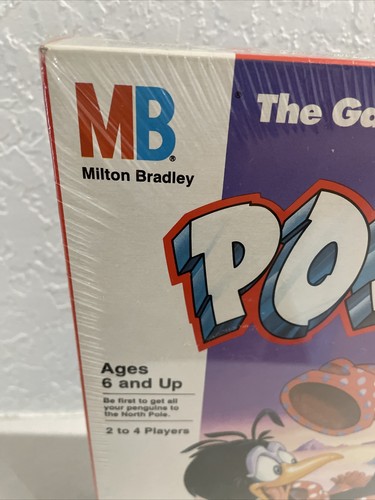 MB®
Milton Bradley
The Ga
PO
Ages
6 and Up
Be first to get all
your penguins to
the North Pole.
2 to 4 Players